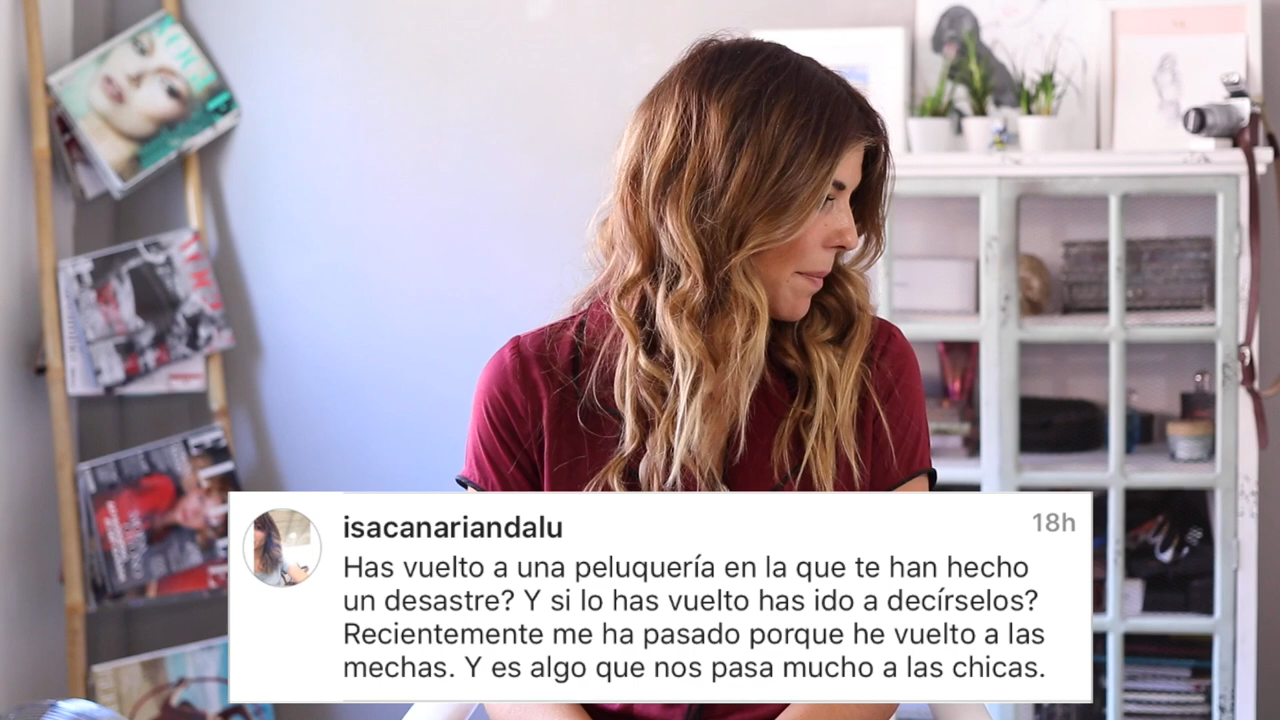 isacanariandalu
18h
Has vuelto a una peluquería en la que te han hecho
un desastre? Y si lo has vuelto has ido a decírselos?
Recientemente me ha pasado porque he vuelto a las
mechas. Y es algo que nos pasa mucho a las chicas.